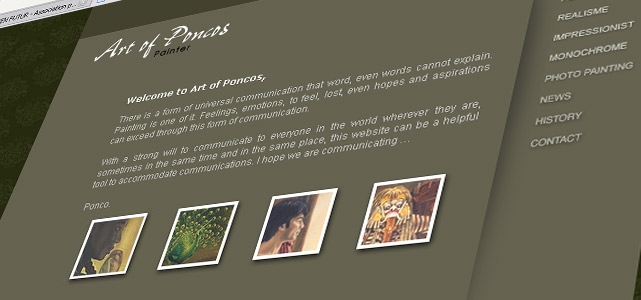 EN FUTUR - Association p...
Art of Poncos
Painter
REALISME
IMPRESSIONIST
MONOCHROME
PHOTO PAINTING
NEWS
HISTORY
CONTACT
Welcome to Art of Poncos,
There is a form of universal communication that word, even words cannot explain.
Painting is one of it. Feelings, emotions, to feel, lost, even hopes and aspirations
can exceed through this form of communication.
With a strong will to communicate to everyone in the world wherever they are,
sometimes in the same time and in the same place, this website can be a helpful
tool to accommodate communications. I hope we are communicating ...
Ponco.